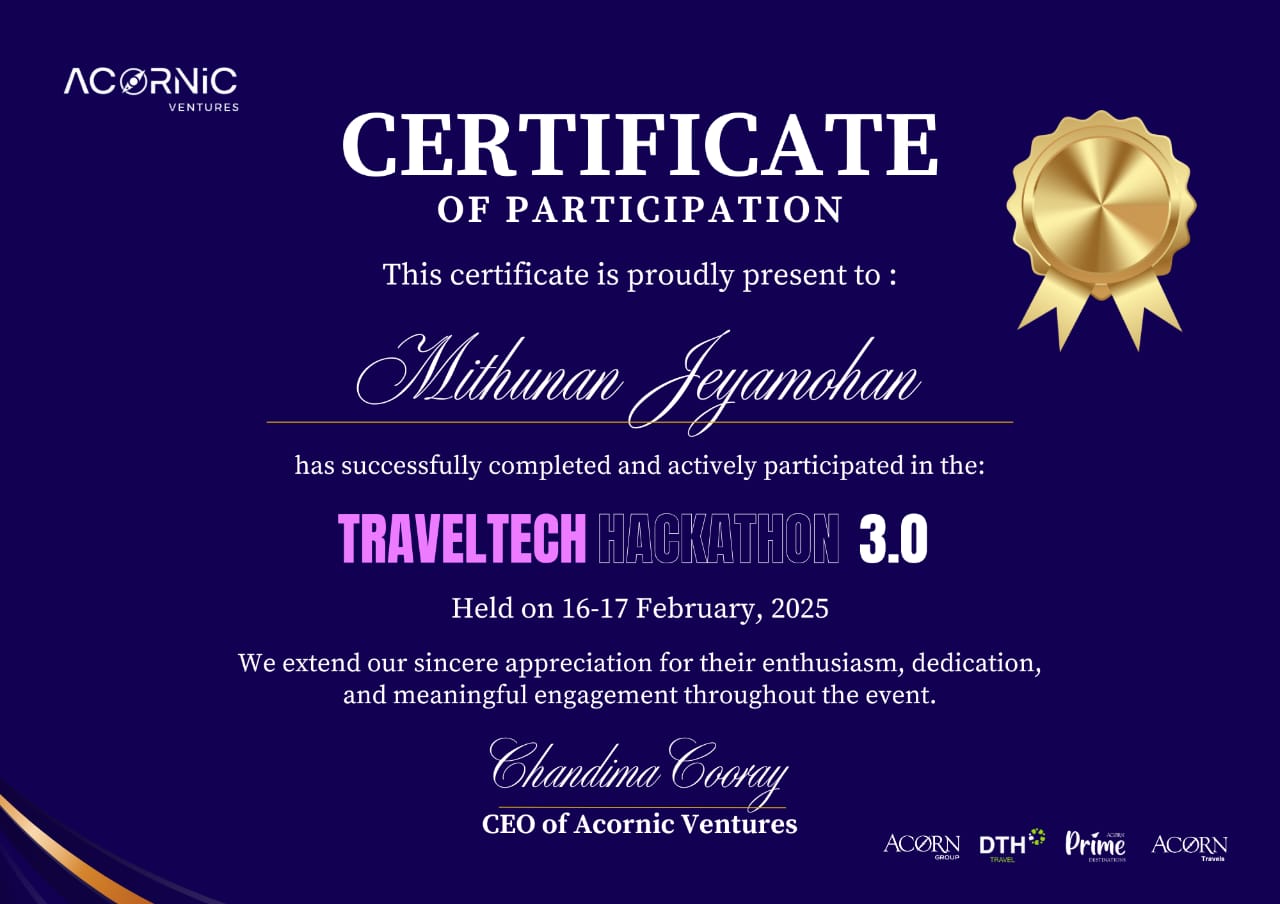 ACORNiC
VENTURES
CERTIFICATE
OF PARTICIPATION
This certificate is proudly present to :
Mithunan Jeyamohan
has successfully completed and actively participated in the:
TRAVELTECH HACKATHON 3.0
Held on 16-17 February, 2025
We extend our sincere appreciation for their enthusiasm, dedication,
and meaningful engagement throughout the event.
Chandima Cooray
CEO of Acornic Ventures
ACORN
GROUP
DTH
TRAVEL
ACORN
Prime
DESTINATIONS
ACORN
Travels